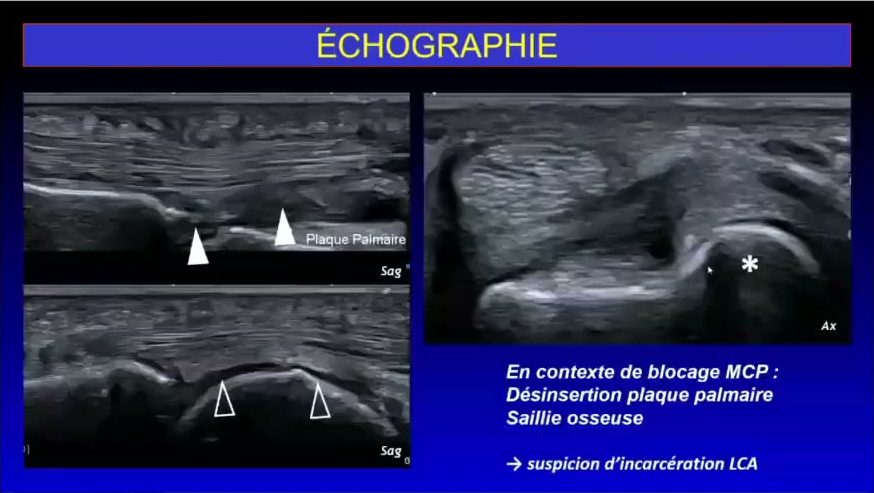 ÉCHOGRAPHIE
Plaque Palmaire
Sag
Sag
Ax
*
En contexte de blocage MCP :
Désinsertion plaque palmaire
Saillie osseuse
→ suspicion d'incarcération LCA